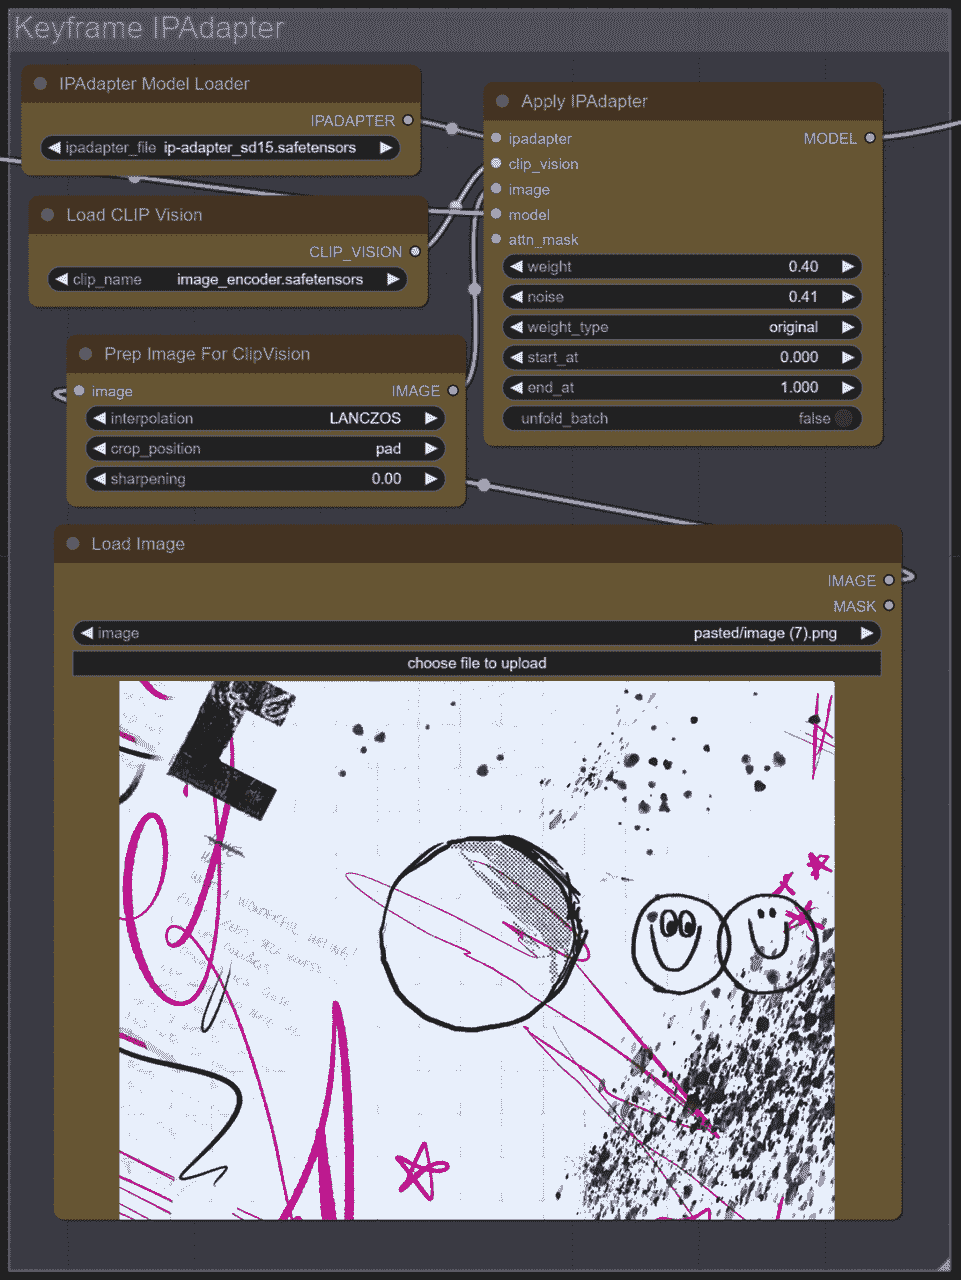 Keyframe IPAdapter
IPAdapter Model Loader
IPADAPTER
ipadapter_file ip-adapter_sd15.safetensors
Load CLIP Vision
CLIP_VISION
clip_name image_encoder.safetensors
Prep Image For ClipVision
image IMAGE
interpolation LANCZOS
crop_position pad
sharpening 0.00
Apply IPAdapter
ipadapter MODEL
clip_vision
image
model
attn_mask
weight 0.40
noise 0.41
weight_type original
start_at 0.000
end_at 1.000
unfold_batch false
Load Image
IMAGE
MASK
image pasted/image (7).png
choose file to upload
A WONDERFUL